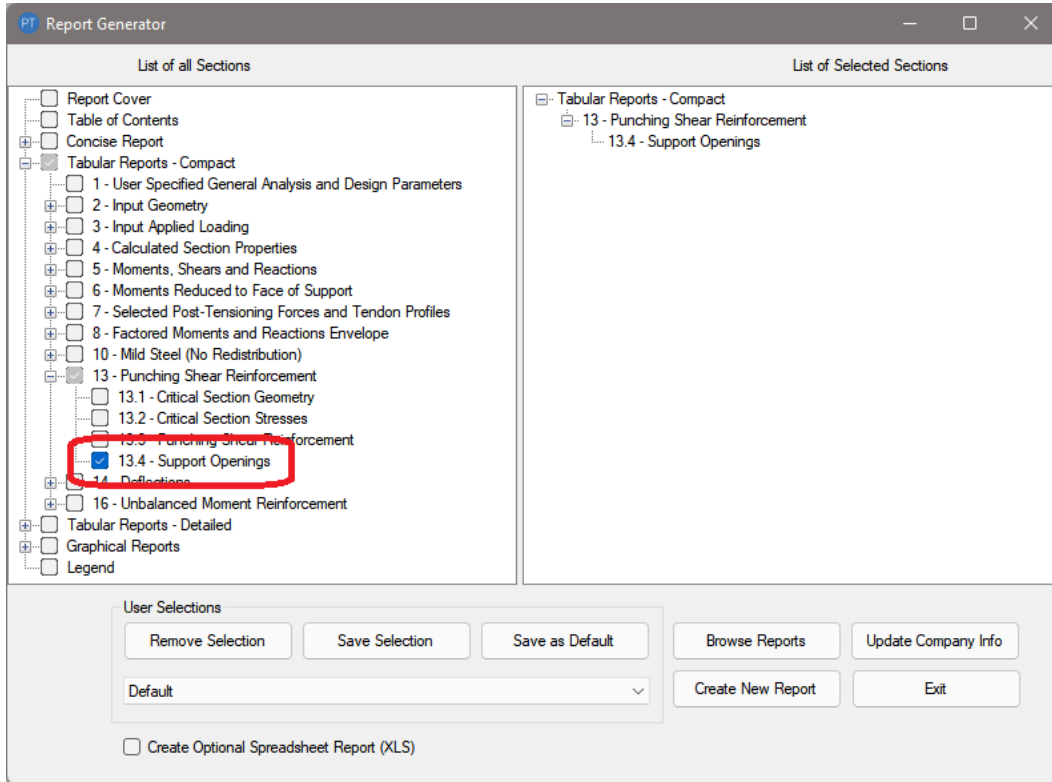 PT Report Generator
List of all Sections
Report Cover
Table of Contents
Concise Report
Tabular Reports - Compact
1 - User Specified General Analysis and Design Parameters
2 - Input Geometry
3 - Input Applied Loading
4 - Calculated Section Properties
5 - Moments, Shears and Reactions
6 - Moments Reduced to Face of Support
7 - Selected Post-Tensioning Forces and Tendon Profiles
8 - Factored Moments and Reactions Envelope
10 - Mild Steel (No Redistribution)
13 - Punching Shear Reinforcement
13.1 - Critical Section Geometry
13.2 - Critical Section Stresses
13.3 - Punching Shear Reinforcement
13.4 - Support Openings
14 - Deflections
16 - Unbalanced Moment Reinforcement
Tabular Reports - Detailed
Graphical Reports
Legend
List of Selected Sections
Tabular Reports - Compact
13 - Punching Shear Reinforcement
13.4 - Support Openings
User Selections
Remove Selection
Save Selection
Save as Default
Default
Browse Reports
Update Company Info
Create New Report
Exit
Create Optional Spreadsheet Report (XLS)